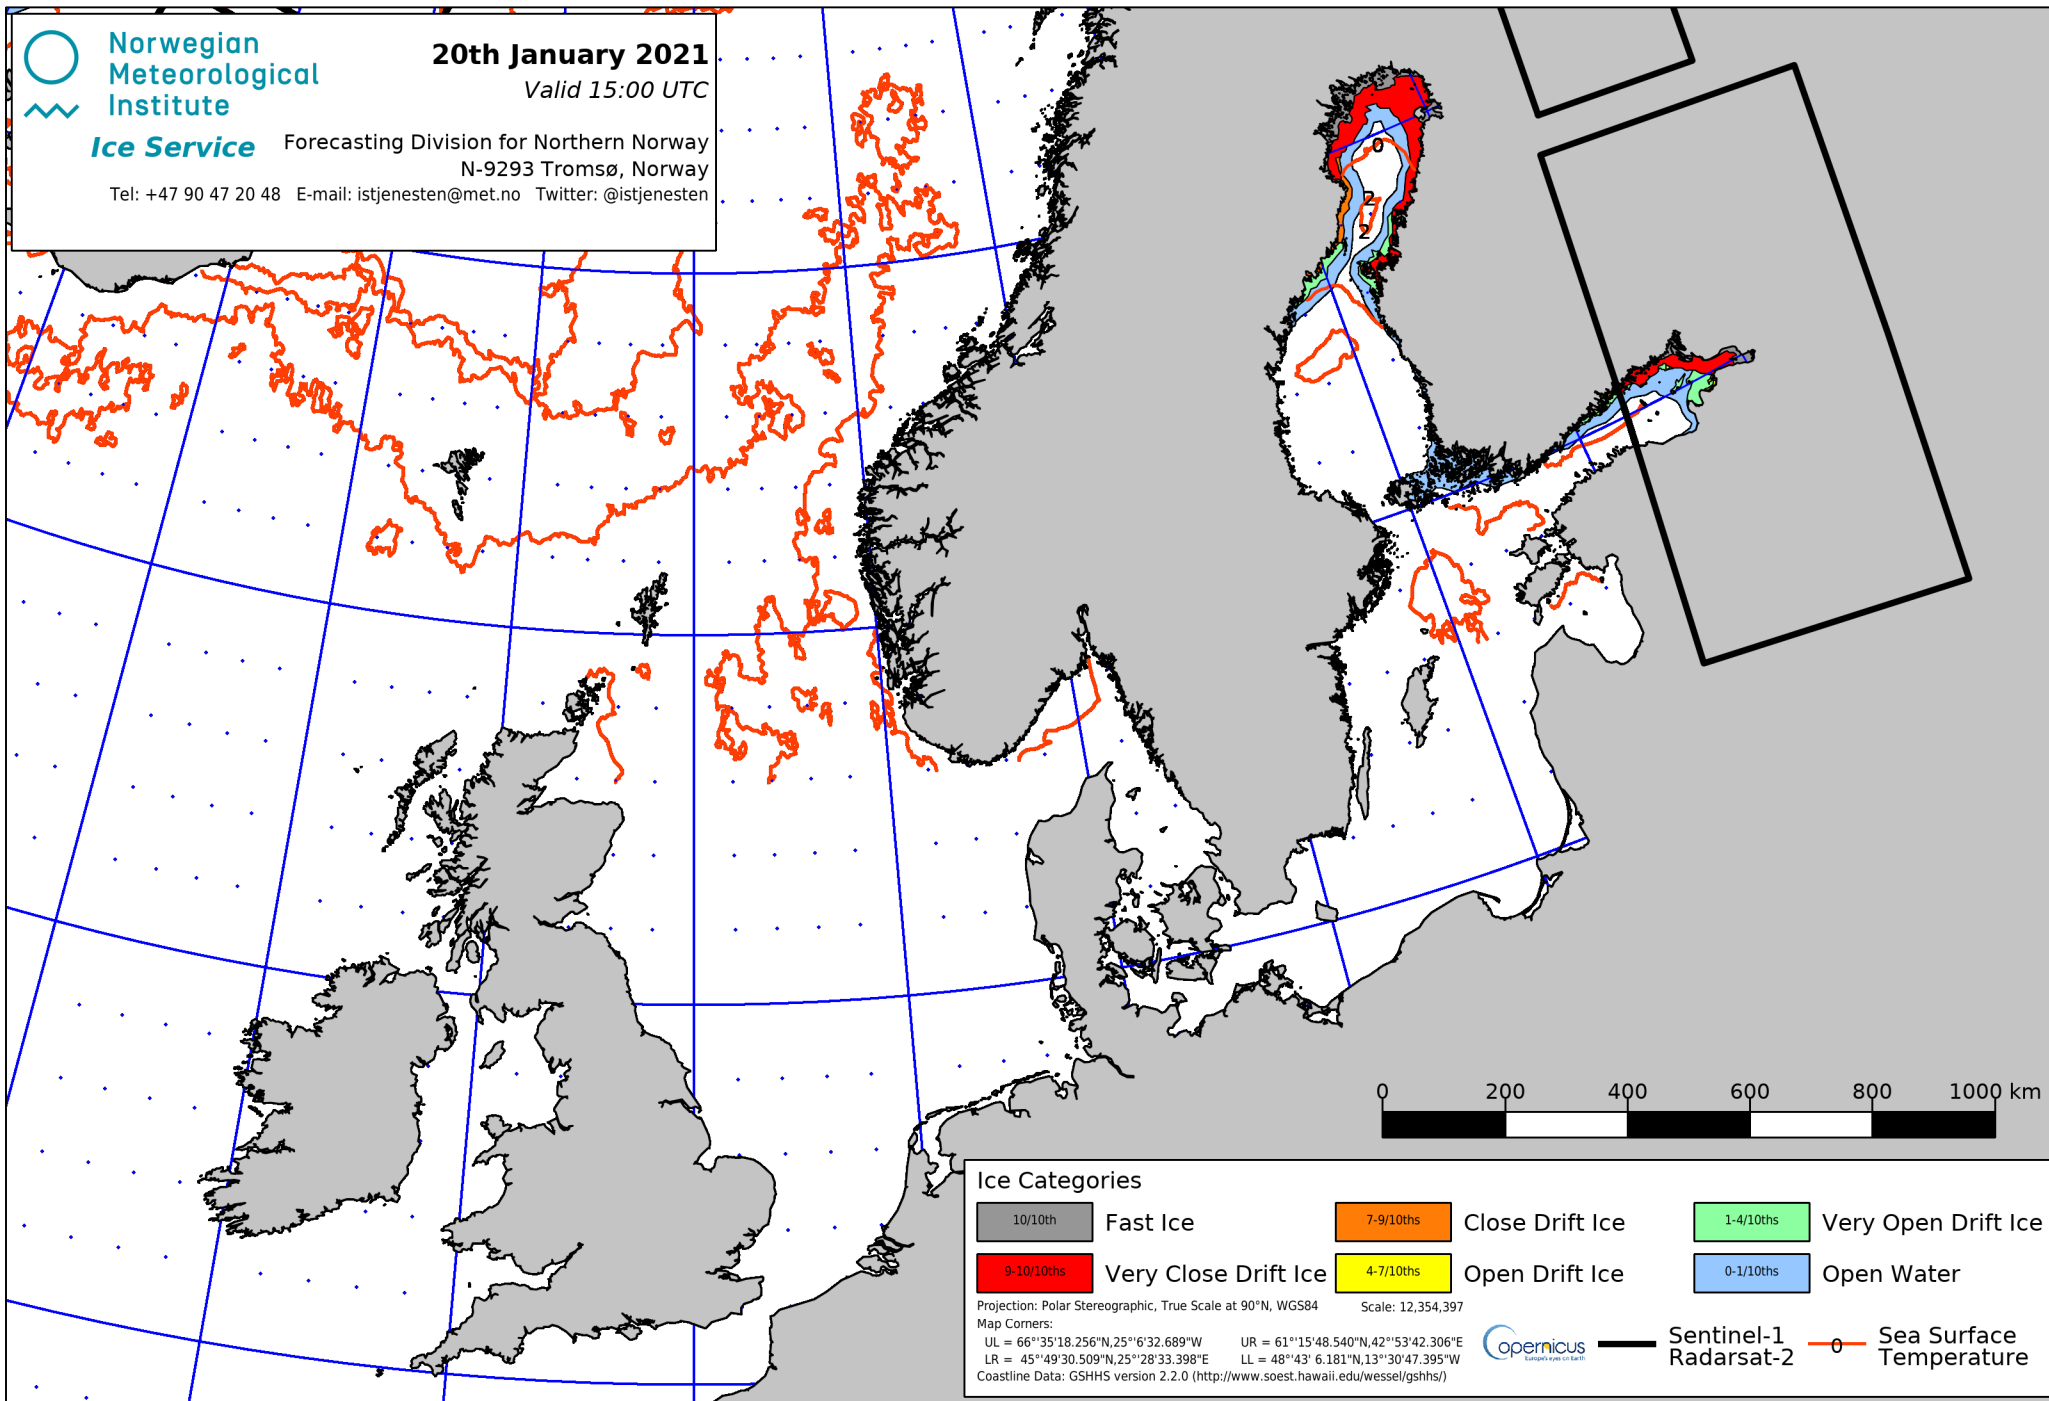 Norwegian
Meteorological
Institute
Ice Service
20th January 2021
Valid 15:00 UTC
Forecasting Division for Northern Norway
N-9293 Tromsø, Norway
Tel: +47 90 47 20 48 E-mail: istjenesten@met.no Twitter: @istjenesten
0
2
2
0 200 400 600 800 1000 km
Ice Categories
10/10th Fast Ice 7-9/10ths Close Drift Ice 1-4/10ths Very Open Drift Ice
9-10/10ths Very Close Drift Ice 4-7/10ths Open Drift Ice 0-1/10ths Open Water
Projection: Polar Stereographic, True Scale at 90°N, WGS84 Scale: 12,354,397
Map Corners:
UL = 66°'35'18.256"N,25°'6'32.689"W UR = 61°'15'48.540"N,42°'53'42.306"E
LR = 45°'49'30.509"N,25°'28'33.398"E LL = 48°'43' 6.181"N,13°'30'47.395"W
Coastline Data: GSHHS version 2.2.0 (http://www.soest.hawaii.edu/wessel/gshhs/)
opernicus
Europe's eyes on Earth
Sentinel-1
Radarsat-2
0
Sea Surface
Temperature